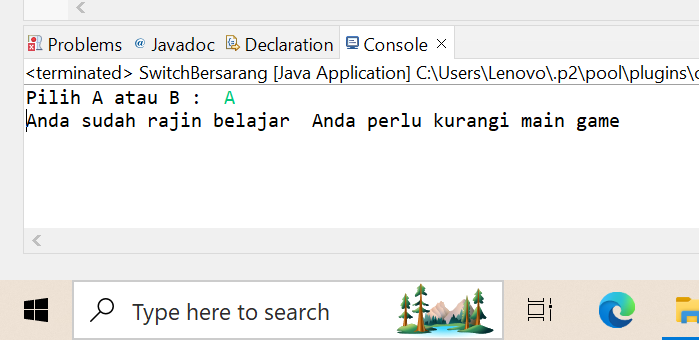 Problems @ Javadoc Declaration Console ×
<terminated> SwitchBersarang [Java Application] C:\Users\Lenovo\.p2\pool\plugins\
Pilih A atau B :  A
Anda sudah rajin belajar  Anda perlu kurangi main game
Type here to search